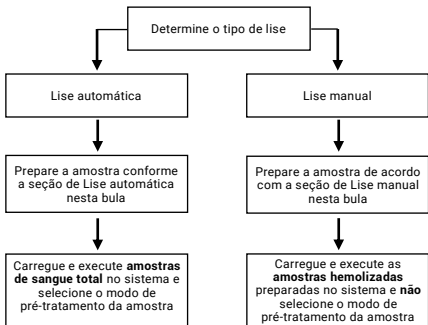 Determine o tipo de lise
Lise automática
Lise manual
Prepare a amostra conforme
a seção de Lise automática
nesta bula
Prepare a amostra de acordo
com a seção de Lise manual
nesta bula
Carregue e execute amostras
de sangue total no sistema e
selecione o modo de
pré-tratamento da amostra
Carregue e execute as
amostras hemolizadas
preparadas no sistema e não
selecione o modo de
pré-tratamento da amostra